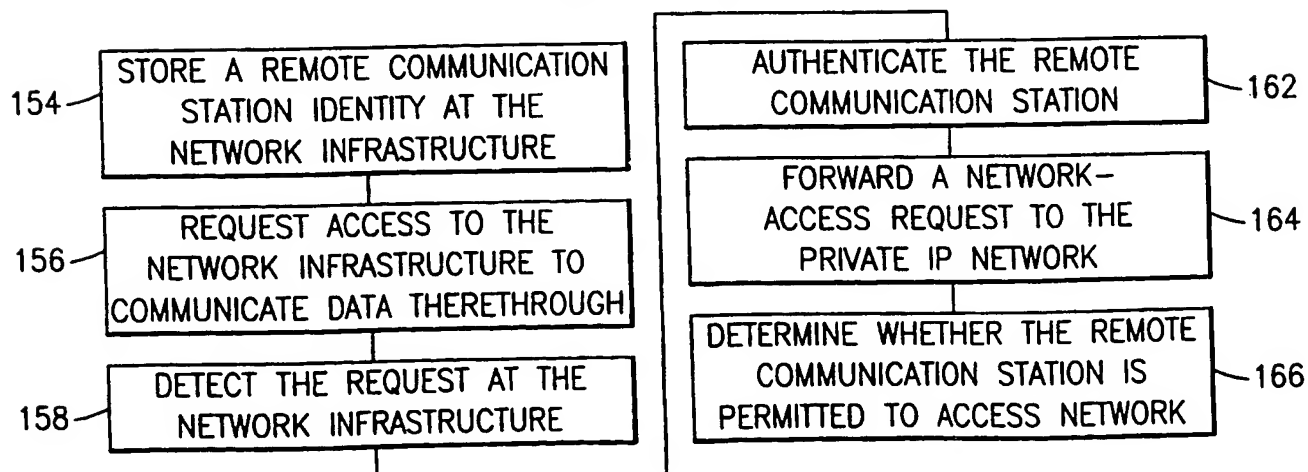 154
STORE A REMOTE COMMUNICATION
STATION IDENTITY AT THE
NETWORK INFRASTRUCTURE
156
REQUEST ACCESS TO THE
NETWORK INFRASTRUCTURE TO
COMMUNICATE DATA THERETHROUGH
158
DETECT THE REQUEST AT THE
NETWORK INFRASTRUCTURE
AUTHENTICATE THE REMOTE
COMMUNICATION STATION
162
FORWARD A NETWORK–
ACCESS REQUEST TO THE
PRIVATE IP NETWORK
164
DETERMINE WHETHER THE REMOTE
COMMUNICATION STATION IS
PERMITTED TO ACCESS NETWORK
166